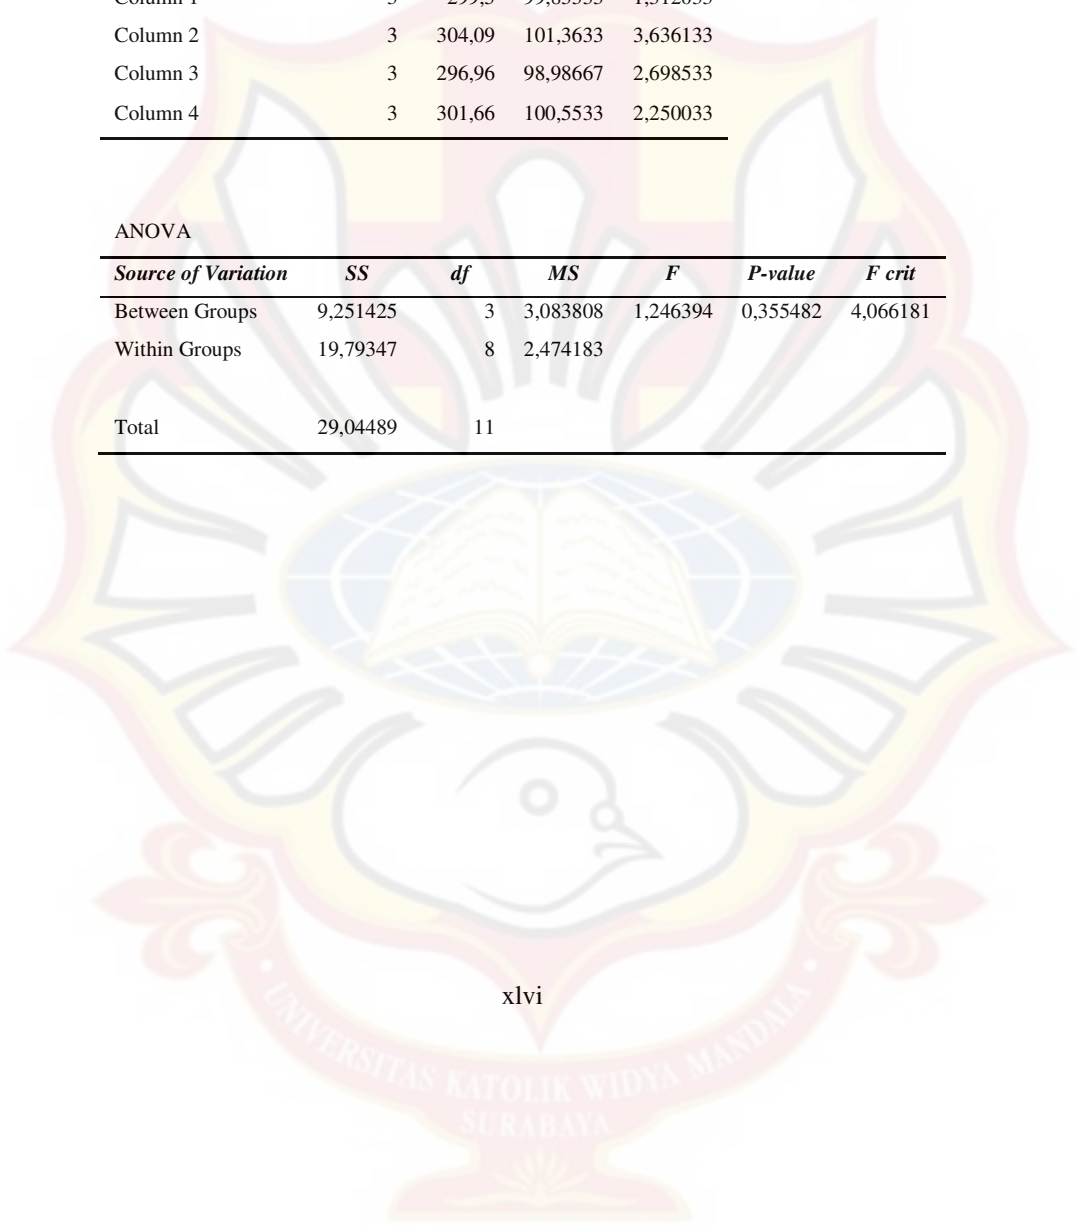 Column 2 3 304,09 101,3633 3,636133
Column 3 3 296,96 98,98667 2,698533
Column 4 3 301,66 100,5533 2,250033
ANOVA
Source of Variation SS df MS F P-value F crit
Between Groups 9,251425 3 3,083808 1,246394 0,355482 4,066181
Within Groups 19,79347 8 2,474183
Total 29,04489 11
xlvi
UNIVERSITAS KATOLIK WIDYA MANDALA
SURABAYA